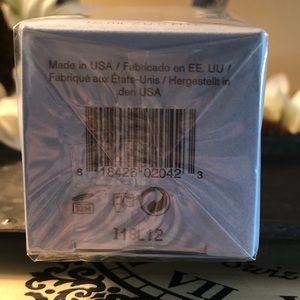 Made in USA / Fabricado en EE. UU /
Fabriqué aux États-Unis / Hergestellt in
den USA
8 18426 02042 3
VII